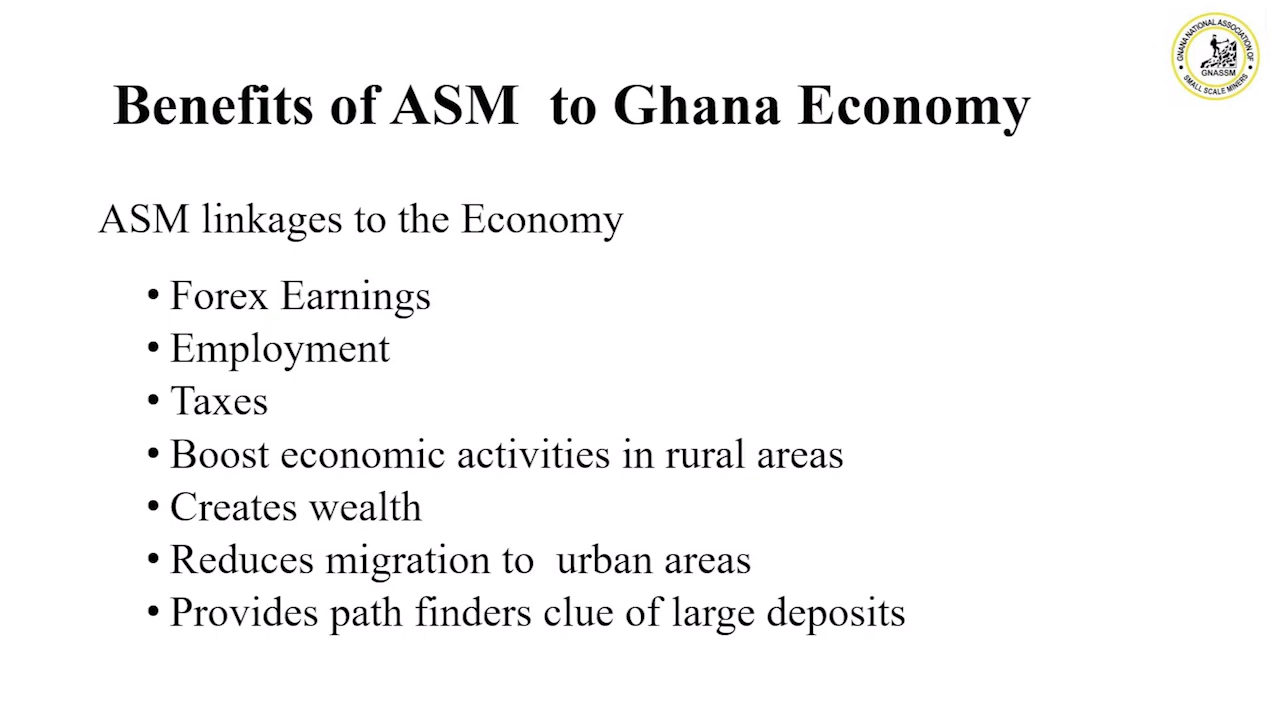 GHANA NATIONAL ASSOCIATION OF
GNASSM
SMALL SCALE MINERS
Benefits of ASM  to Ghana Economy
ASM linkages to the Economy
• Forex Earnings
• Employment
• Taxes
• Boost economic activities in rural areas
• Creates wealth
• Reduces migration to  urban areas
• Provides path finders clue of large deposits